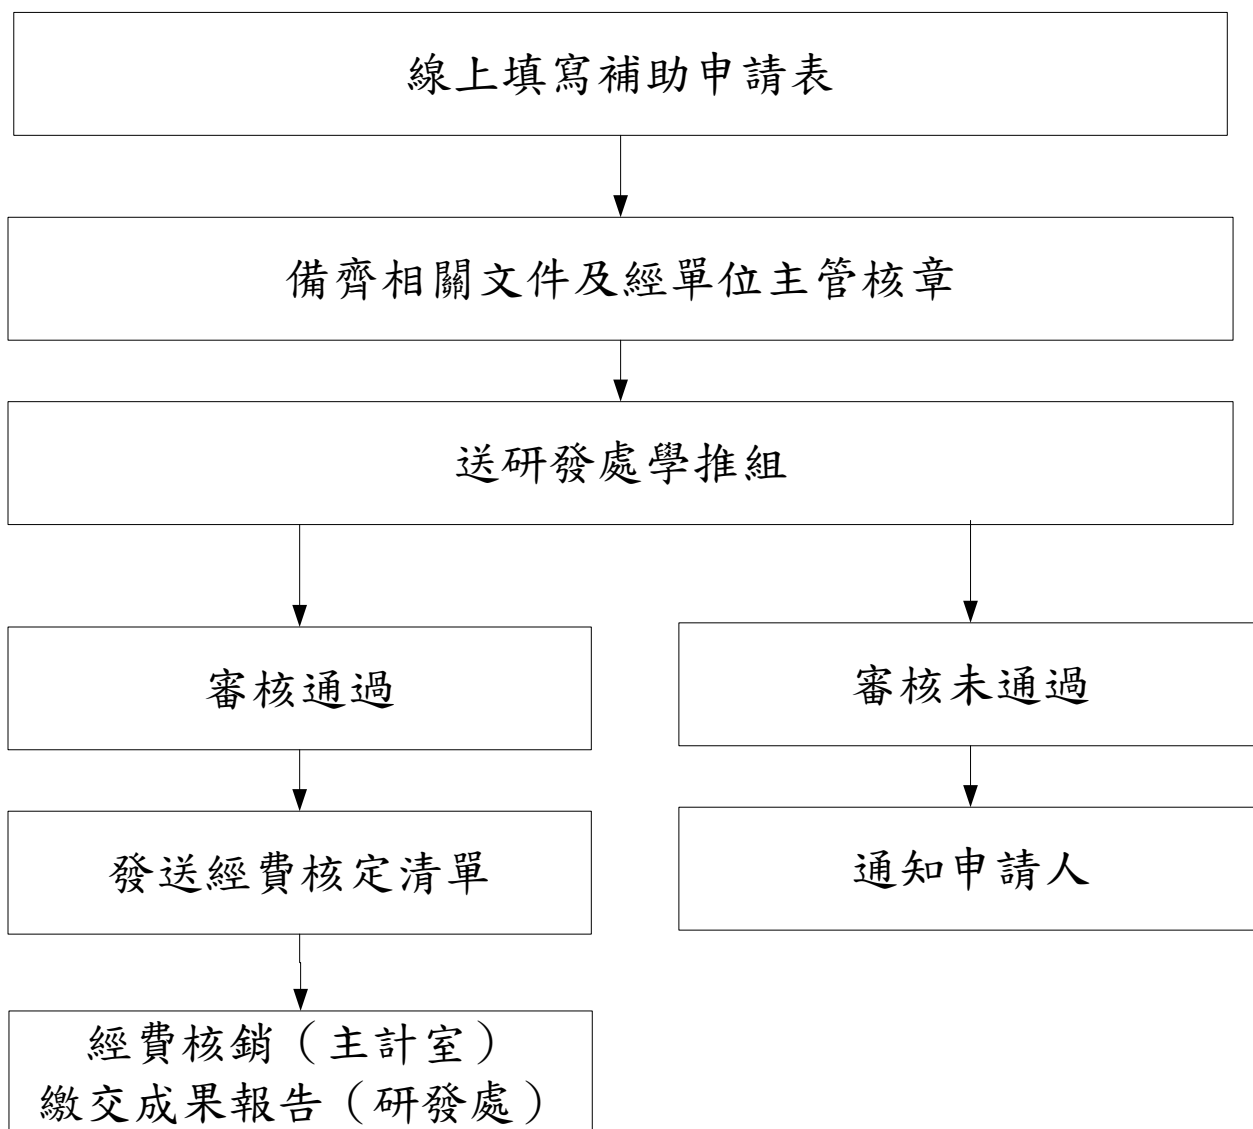 線上填寫補助申請表
備齊相關文件及經單位主管核章
送研發處學推組
審核通過
審核未通過
發送經費核定清單
通知申請人
經費核銷（主計室）
繳交成果報告（研發處）